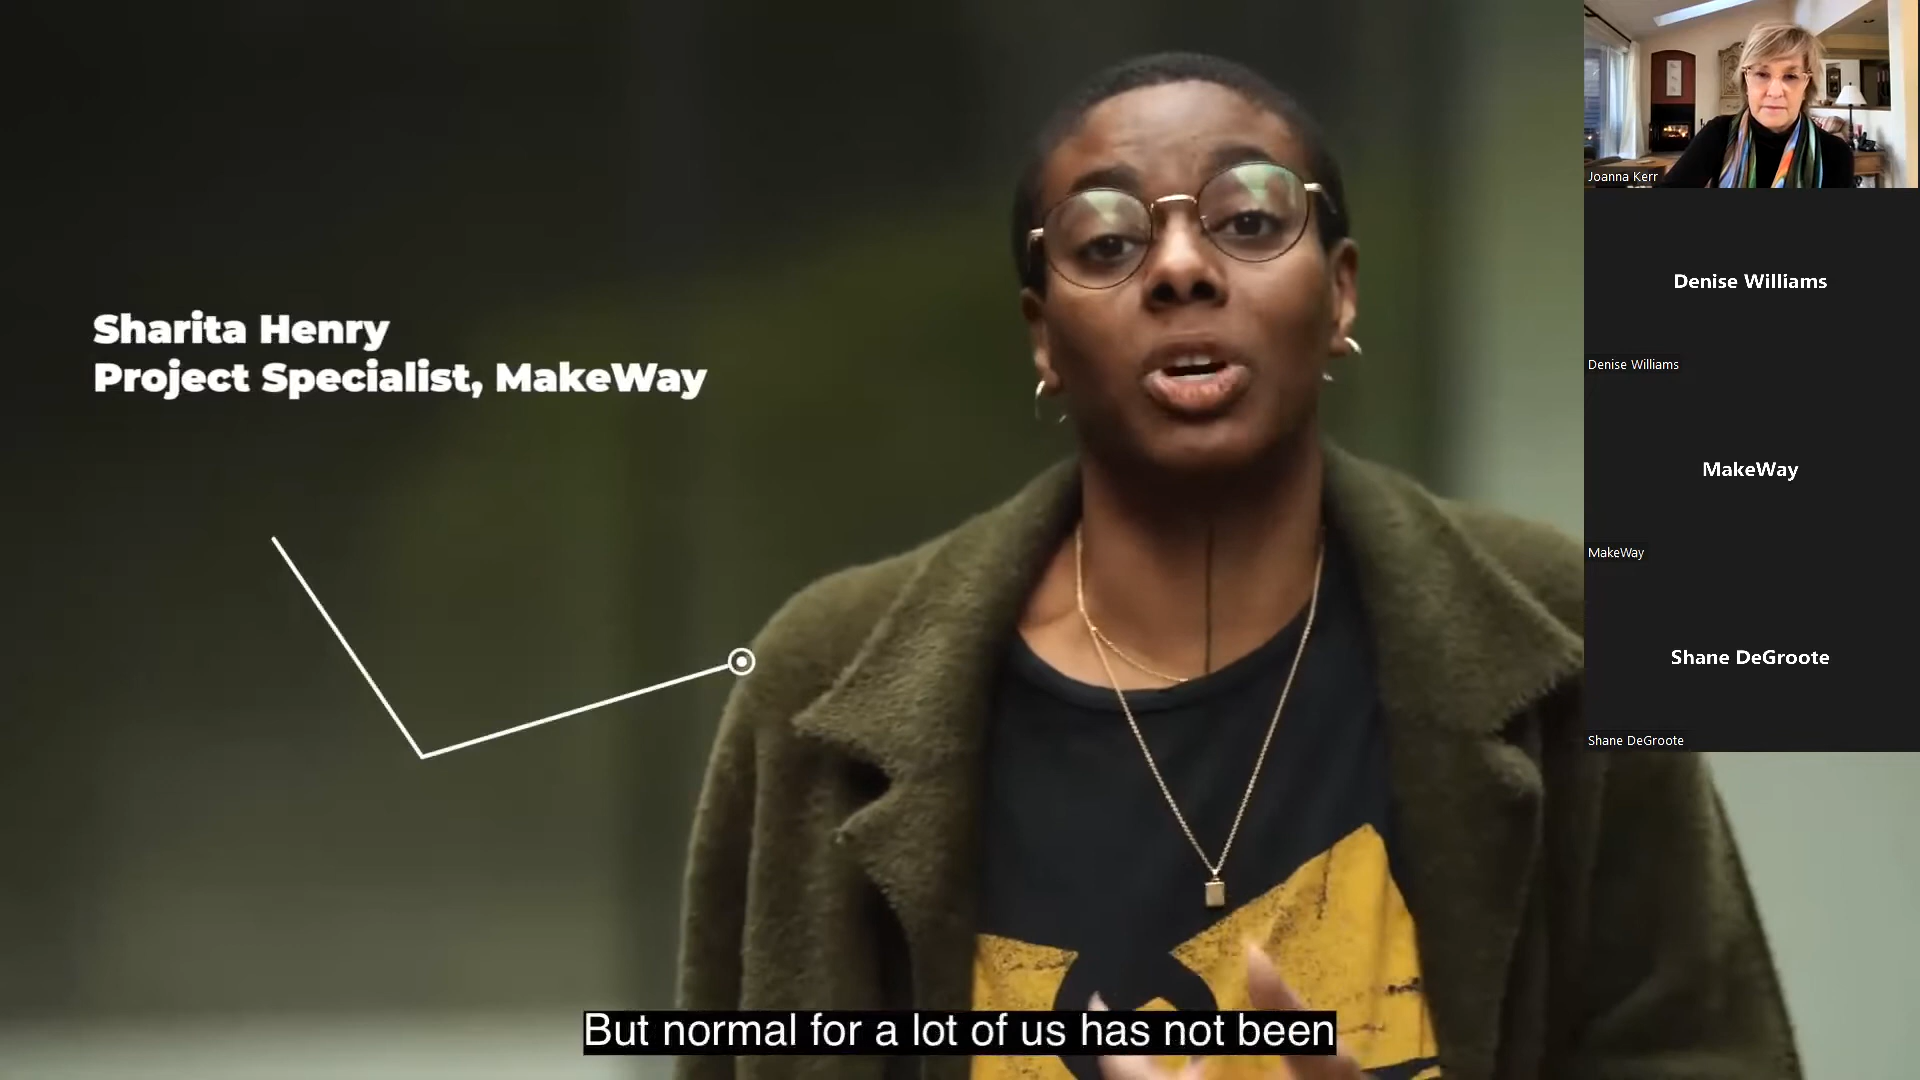 Sharita Henry
Project Specialist, MakeWay
But normal for a lot of us has not been
Joanna Kerr
Denise Williams
Denise Williams
MakeWay
MakeWay
Shane DeGroote
Shane DeGroote